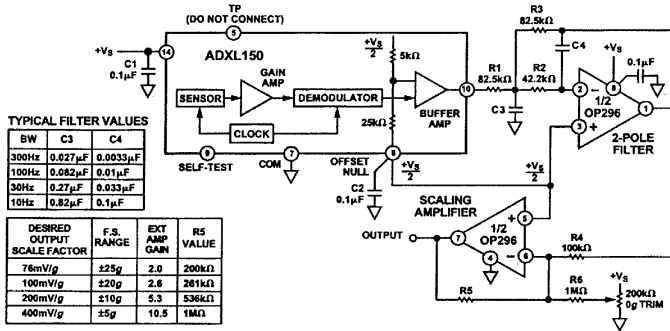 TP
(DO NOT CONNECT)
5
+VS
14
C1
0.1µF
ADXL150
+VS
2
5kΩ
GAIN
AMP
SENSOR
DEMODULATOR
BUFFER
AMP
CLOCK
25kΩ
10
R1
82.5kΩ
R3
82.5kΩ
C4
R2
42.2kΩ
C3
+VS
0.1µF
2
8
1
3
1/2
OP296
2-POLE
FILTER
9
SELF-TEST
COM
7
OFFSET
NULL
8
C2
0.1µF
+VS
2
+VS
2
TYPICAL FILTER VALUES
BW C3 C4
300Hz 0.027µF 0.0033µF
100Hz 0.082µF 0.01µF
30Hz 0.27µF 0.033µF
10Hz 0.82µF 0.1µF
DESIRED OUTPUT SCALE FACTOR F.S. RANGE EXT AMP GAIN R5 VALUE
76mV/g ±25g 2.0 200kΩ
100mV/g ±20g 2.6 261kΩ
200mV/g ±10g 5.3 536kΩ
400mV/g ±5g 10.5 1MΩ
SCALING
AMPLIFIER
OUTPUT
7
1/2
OP296
5
6
4
R4
100kΩ
R5
R6
1MΩ
+VS
200kΩ
0g TRIM